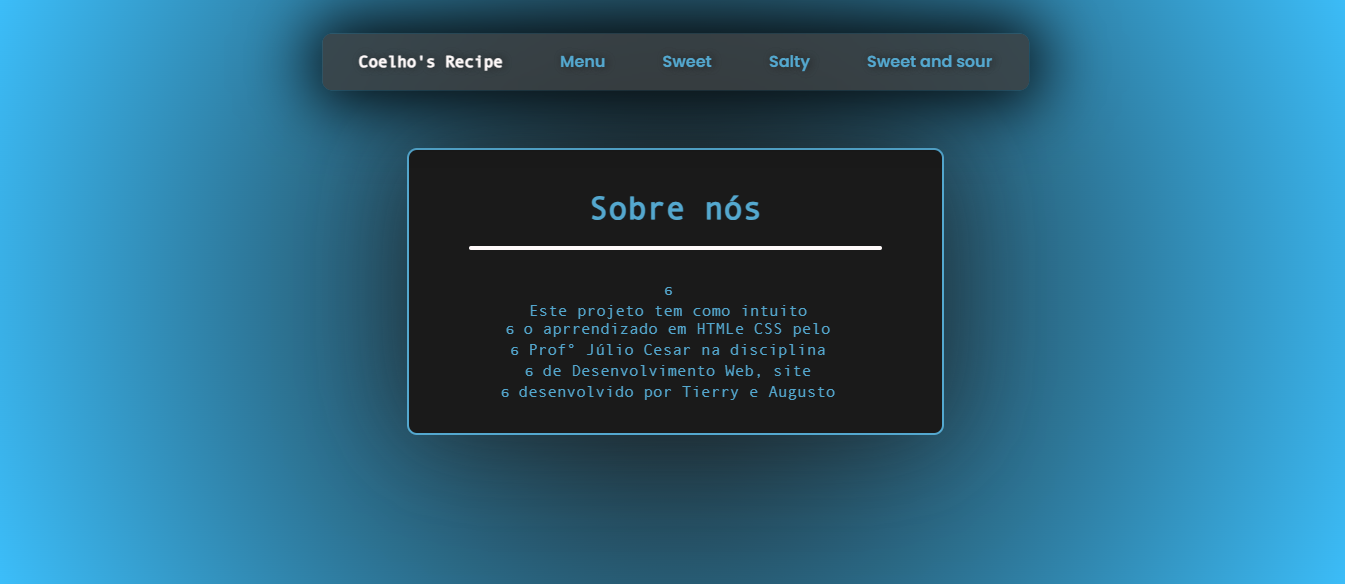 Coelho's Recipe Menu Sweet Salty Sweet and sour
Sobre nós
6
Este projeto tem como intuito
6 o aprrendizado em HTMLe CSS pelo
6 Prof° Júlio Cesar na disciplina
6 de Desenvolvimento Web, site
6 desenvolvido por Tierry e Augusto